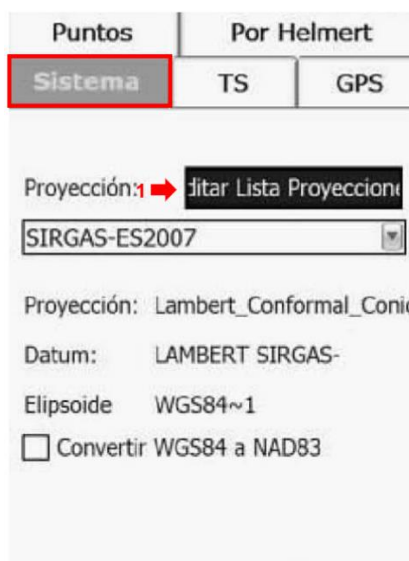 Puntos Por Helmert
Sistema TS GPS
Proyección: 1 ditar Lista Proyeccione
SIRGAS-ES2007
Proyección: Lambert_Conformal_Conic
Datum: LAMBERT SIRGAS-
Elipsoide WGS84~1
Convertir WGS84 a NAD83